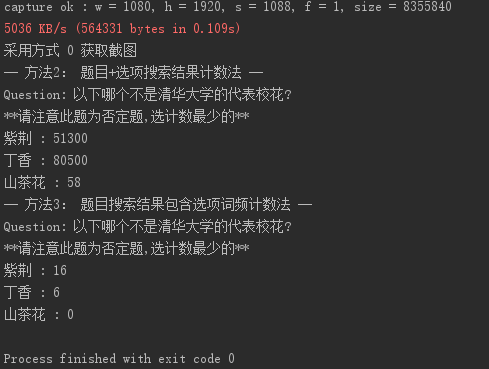 capture ok : w = 1080, h = 1920, s = 1088, f = 1, size = 8355840
5036 KB/s (564331 bytes in 0.109s)
采用方式 0 获取截图
—— 方法2： 题目+选项搜索结果计数法 ——
Question: 以下哪个不是清华大学的代表校花?
**请注意此题为否定题,选计数最少的**
紫荆 : 51300
丁香 : 80500
山茶花 : 58
—— 方法3： 题目搜索结果包含选项词频计数法 ——
Question: 以下哪个不是清华大学的代表校花?
**请注意此题为否定题,选计数最少的**
紫荆 : 16
丁香 : 6
山茶花 : 0
Process finished with exit code 0